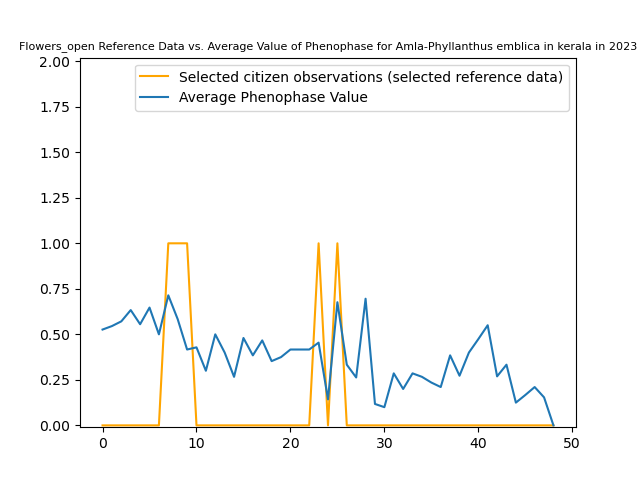 Flowers_open Reference Data vs. Average Value of Phenophase for Amla-Phyllanthus emblica in kerala in 2023
Selected citizen observations (selected reference data)
Average Phenophase Value
2.00
1.75
1.50
1.25
1.00
0.75
0.50
0.25
0.00
0 10 20 30 40 50